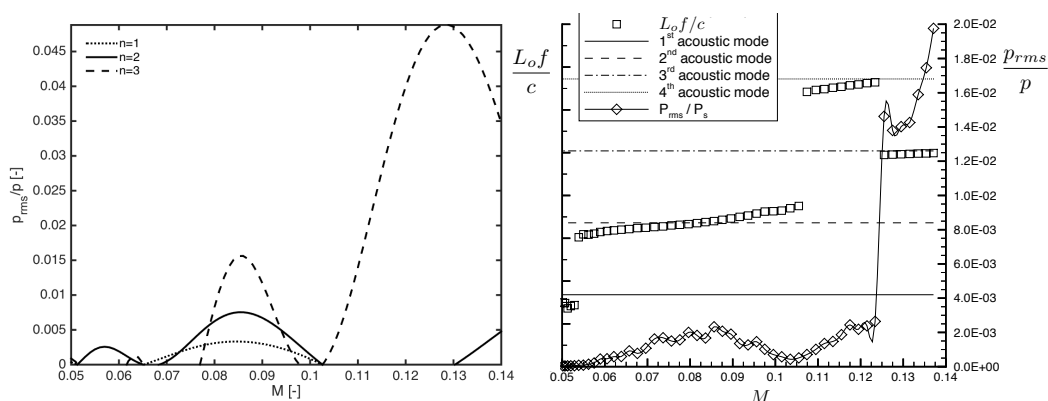 0.045
0.04
0.035
0.03
0.025
0.02
0.015
0.01
0.005
0
p_rms/p [-]
n=1
n=2
n=3
0.05 0.06 0.07 0.08 0.09 0.1 0.11 0.12 0.13 0.14
M [-]
L_o f
c
L_o f/c
1st acoustic mode
2nd acoustic mode
3rd acoustic mode
4th acoustic mode
P_rms / P_s
2.0E-02
1.8E-02
1.6E-02
1.4E-02
1.2E-02
1.0E-02
8.0E-03
6.0E-03
4.0E-03
2.0E-03
0.0E+00
p_rms
p
0.05 0.06 0.07 0.08 0.09 0.1 0.11 0.12 0.13 0.14
M